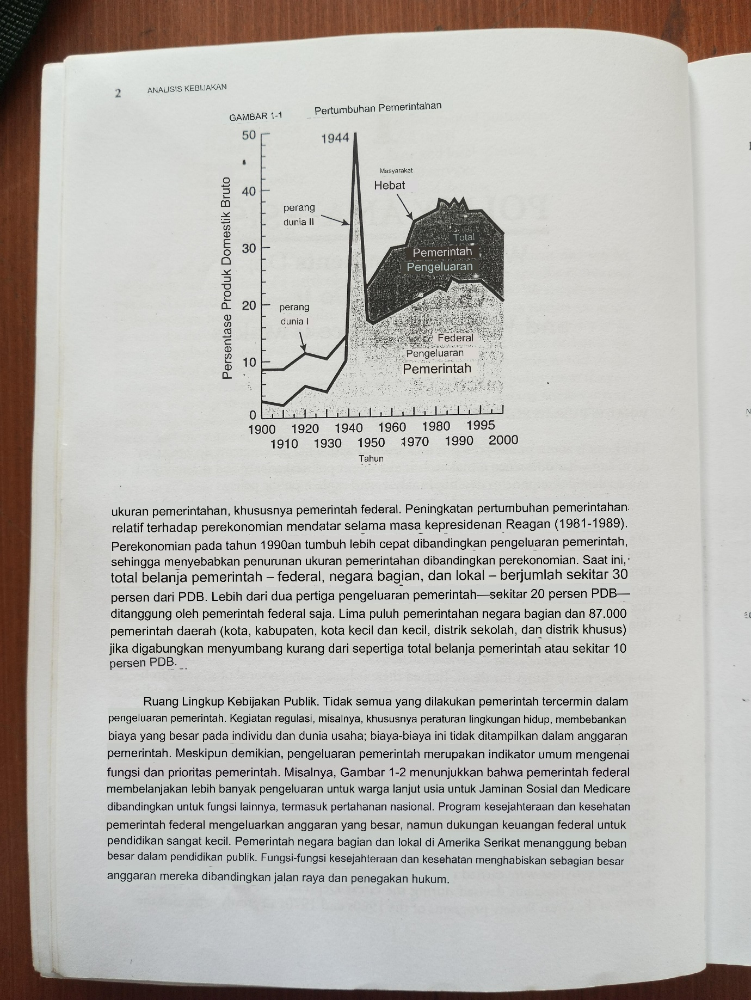 2 ANALISIS KEBIJAKAN
GAMBAR 1-1 Pertumbuhan Pemerintahan
50
1944
Masyarakat
Hebat
40
perang
dunia II
Total
30
Pemerintah
Pengeluaran
20
perang
dunia I
Federal
Pengeluaran
Pemerintah
10
0
Persentase Produk Domestik Bruto
1900 1920 1940 1960 1980 1995
1910 1930 1950 1970 1990 2000
Tahun
ukuran pemerintahan, khususnya pemerintah federal. Peningkatan pertumbuhan pemerintahan
relatif terhadap perekonomian mendatar selama masa kepresidenan Reagan (1981-1989).
Perekonomian pada tahun 1990an tumbuh lebih cepat dibandingkan pengeluaran pemerintah,
sehingga menyebabkan penurunan ukuran pemerintahan dibandingkan perekonomian. Saat ini,
total belanja pemerintah – federal, negara bagian, dan lokal – berjumlah sekitar 30
persen dari PDB. Lebih dari dua pertiga pengeluaran pemerintah—sekitar 20 persen PDB—
ditanggung oleh pemerintah federal saja. Lima puluh pemerintahan negara bagian dan 87.000
pemerintah daerah (kota, kabupaten, kota kecil dan kecil, distrik sekolah, dan distrik khusus)
jika digabungkan menyumbang kurang dari sepertiga total belanja pemerintah atau sekitar 10
persen PDB.
Ruang Lingkup Kebijakan Publik. Tidak semua yang dilakukan pemerintah tercermin dalam
pengeluaran pemerintah. Kegiatan regulasi, misalnya, khususnya peraturan lingkungan hidup, membebankan
biaya yang besar pada individu dan dunia usaha; biaya-biaya ini tidak ditampilkan dalam anggaran
pemerintah. Meskipun demikian, pengeluaran pemerintah merupakan indikator umum mengenai
fungsi dan prioritas pemerintah. Misalnya, Gambar 1-2 menunjukkan bahwa pemerintah federal
membelanjakan lebih banyak pengeluaran untuk warga lanjut usia untuk Jaminan Sosial dan Medicare
dibandingkan untuk fungsi lainnya, termasuk pertahanan nasional. Program kesejahteraan dan kesehatan
pemerintah federal mengeluarkan anggaran yang besar, namun dukungan keuangan federal untuk
pendidikan sangat kecil. Pemerintah negara bagian dan lokal di Amerika Serikat menanggung beban
besar dalam pendidikan publik. Fungsi-fungsi kesejahteraan dan kesehatan menghabiskan sebagian besar
anggaran mereka dibandingkan jalan raya dan penegakan hukum.